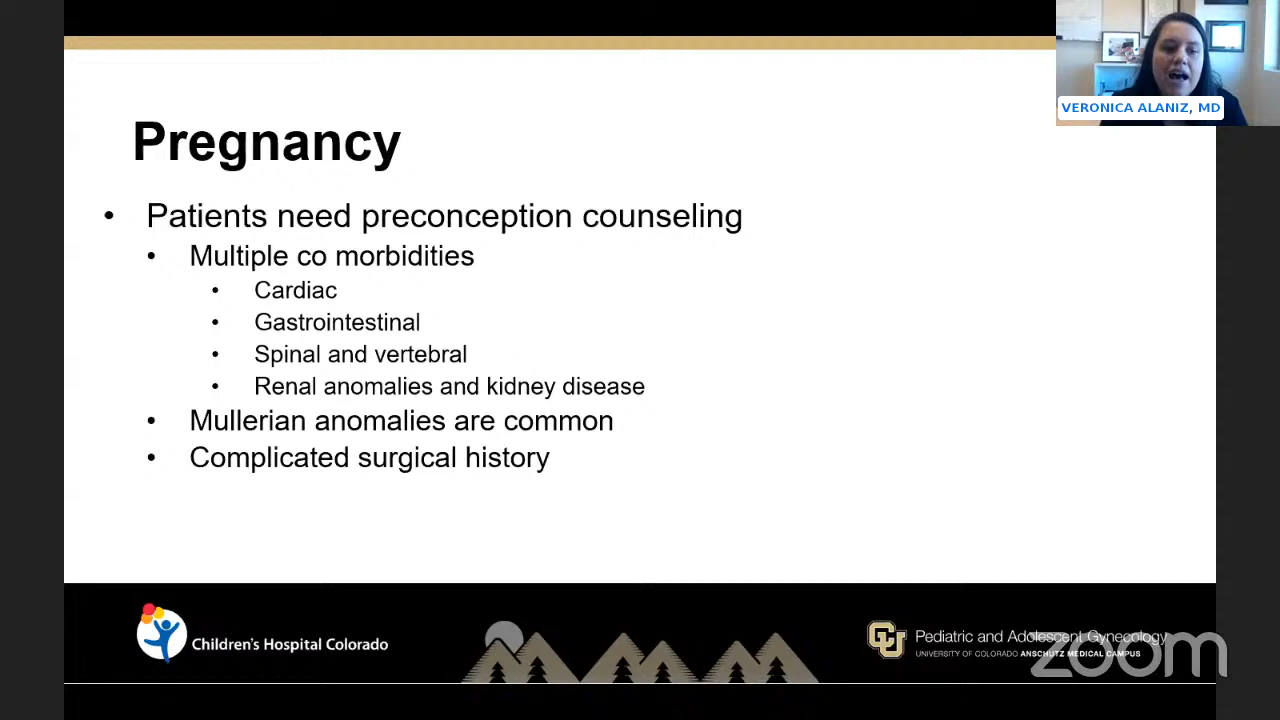 VERONICA ALANIZ, MD
Pregnancy
• Patients need preconception counseling
• Multiple co morbidities
• Cardiac
• Gastrointestinal
• Spinal and vertebral
• Renal anomalies and kidney disease
• Mullerian anomalies are common
• Complicated surgical history
Children's Hospital Colorado
CU
Pediatric and Adolescent Gynecology
UNIVERSITY OF COLORADO ANSCHUTZ MEDICAL CAMPUS
zoom